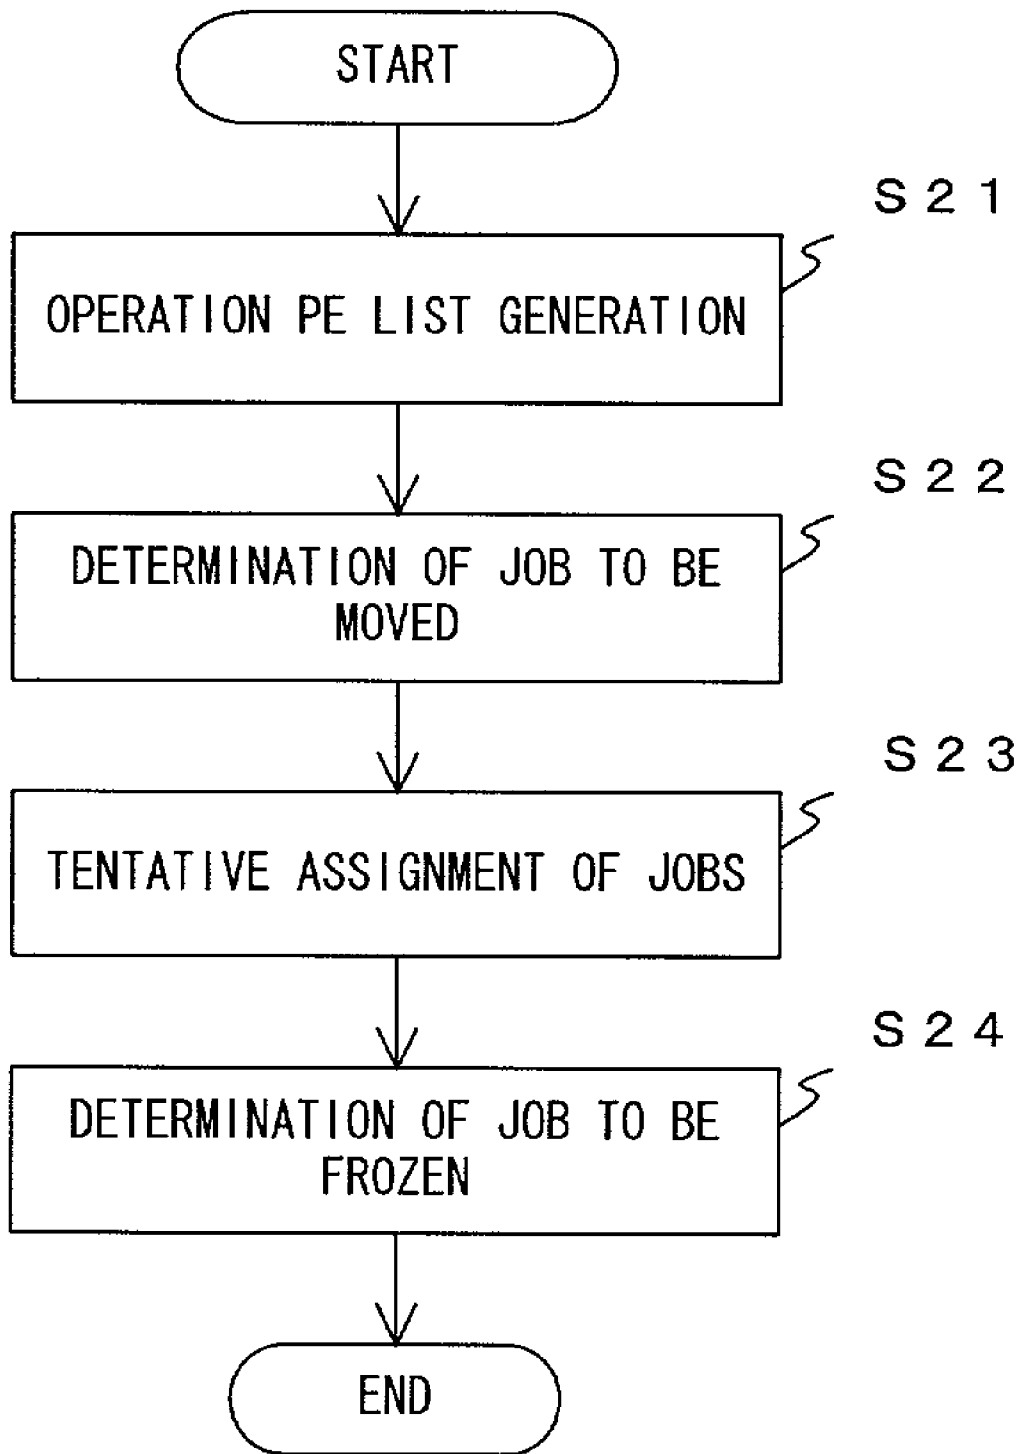 START
S21
OPERATION PE LIST GENERATION
S22
DETERMINATION OF JOB TO BE
MOVED
S23
TENTATIVE ASSIGNMENT OF JOBS
S24
DETERMINATION OF JOB TO BE
FROZEN
END